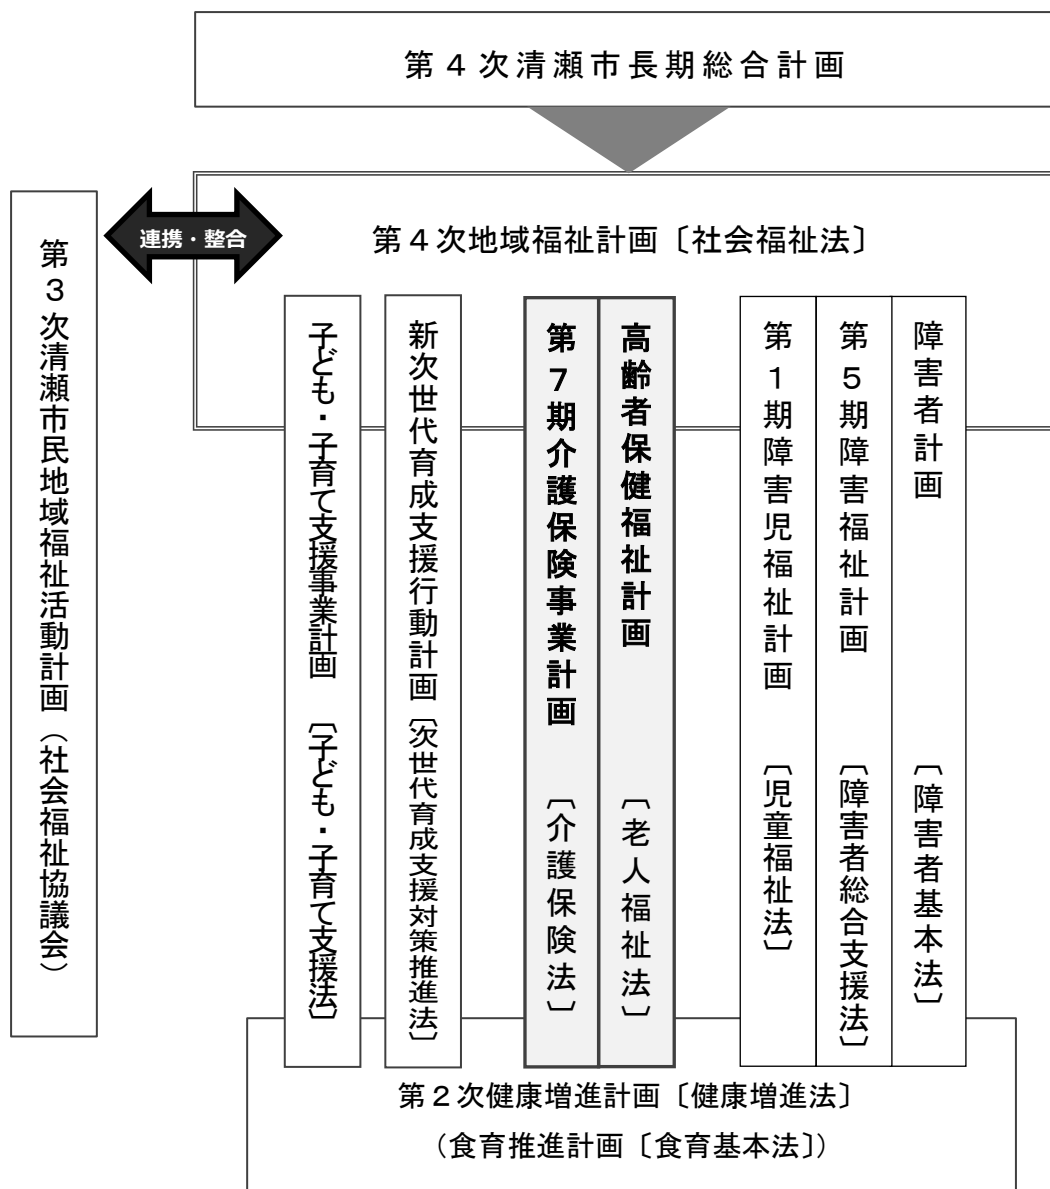 第4次清瀬市長期総合計画
連携・整合
第4次地域福祉計画〔社会福祉法〕
第3次清瀬市民地域福祉活動計画（社会福祉協議会）
子ども・子育て支援事業計画　〔子ども・子育て支援法〕
新次世代育成支援行動計画〔次世代育成支援対策推進法〕
第7期介護保険事業計画　〔介護保険法〕
高齢者保健福祉計画　〔老人福祉法〕
第1期障害児福祉計画　〔児童福祉法〕
第5期障害福祉計画　〔障害者総合支援法〕
障害者計画　〔障害者基本法〕
第2次健康増進計画〔健康増進法〕
（食育推進計画〔食育基本法〕）